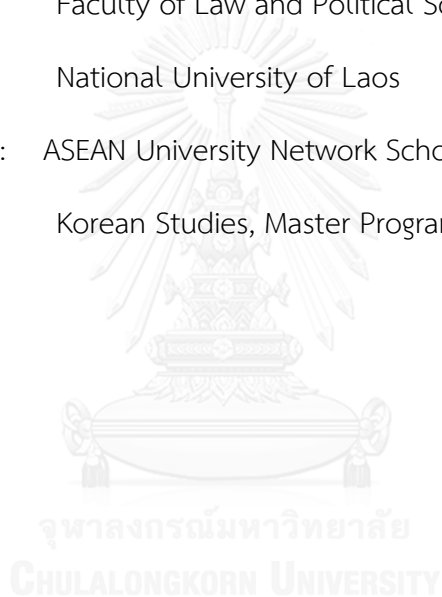 Faculty of Law and Political Sc
National University of Laos
: ASEAN University Network Scho
Korean Studies, Master Progra
จุฬาลงกรณ์มหาวิทยาลัย
CHULALONGKORN UNIVERSITY